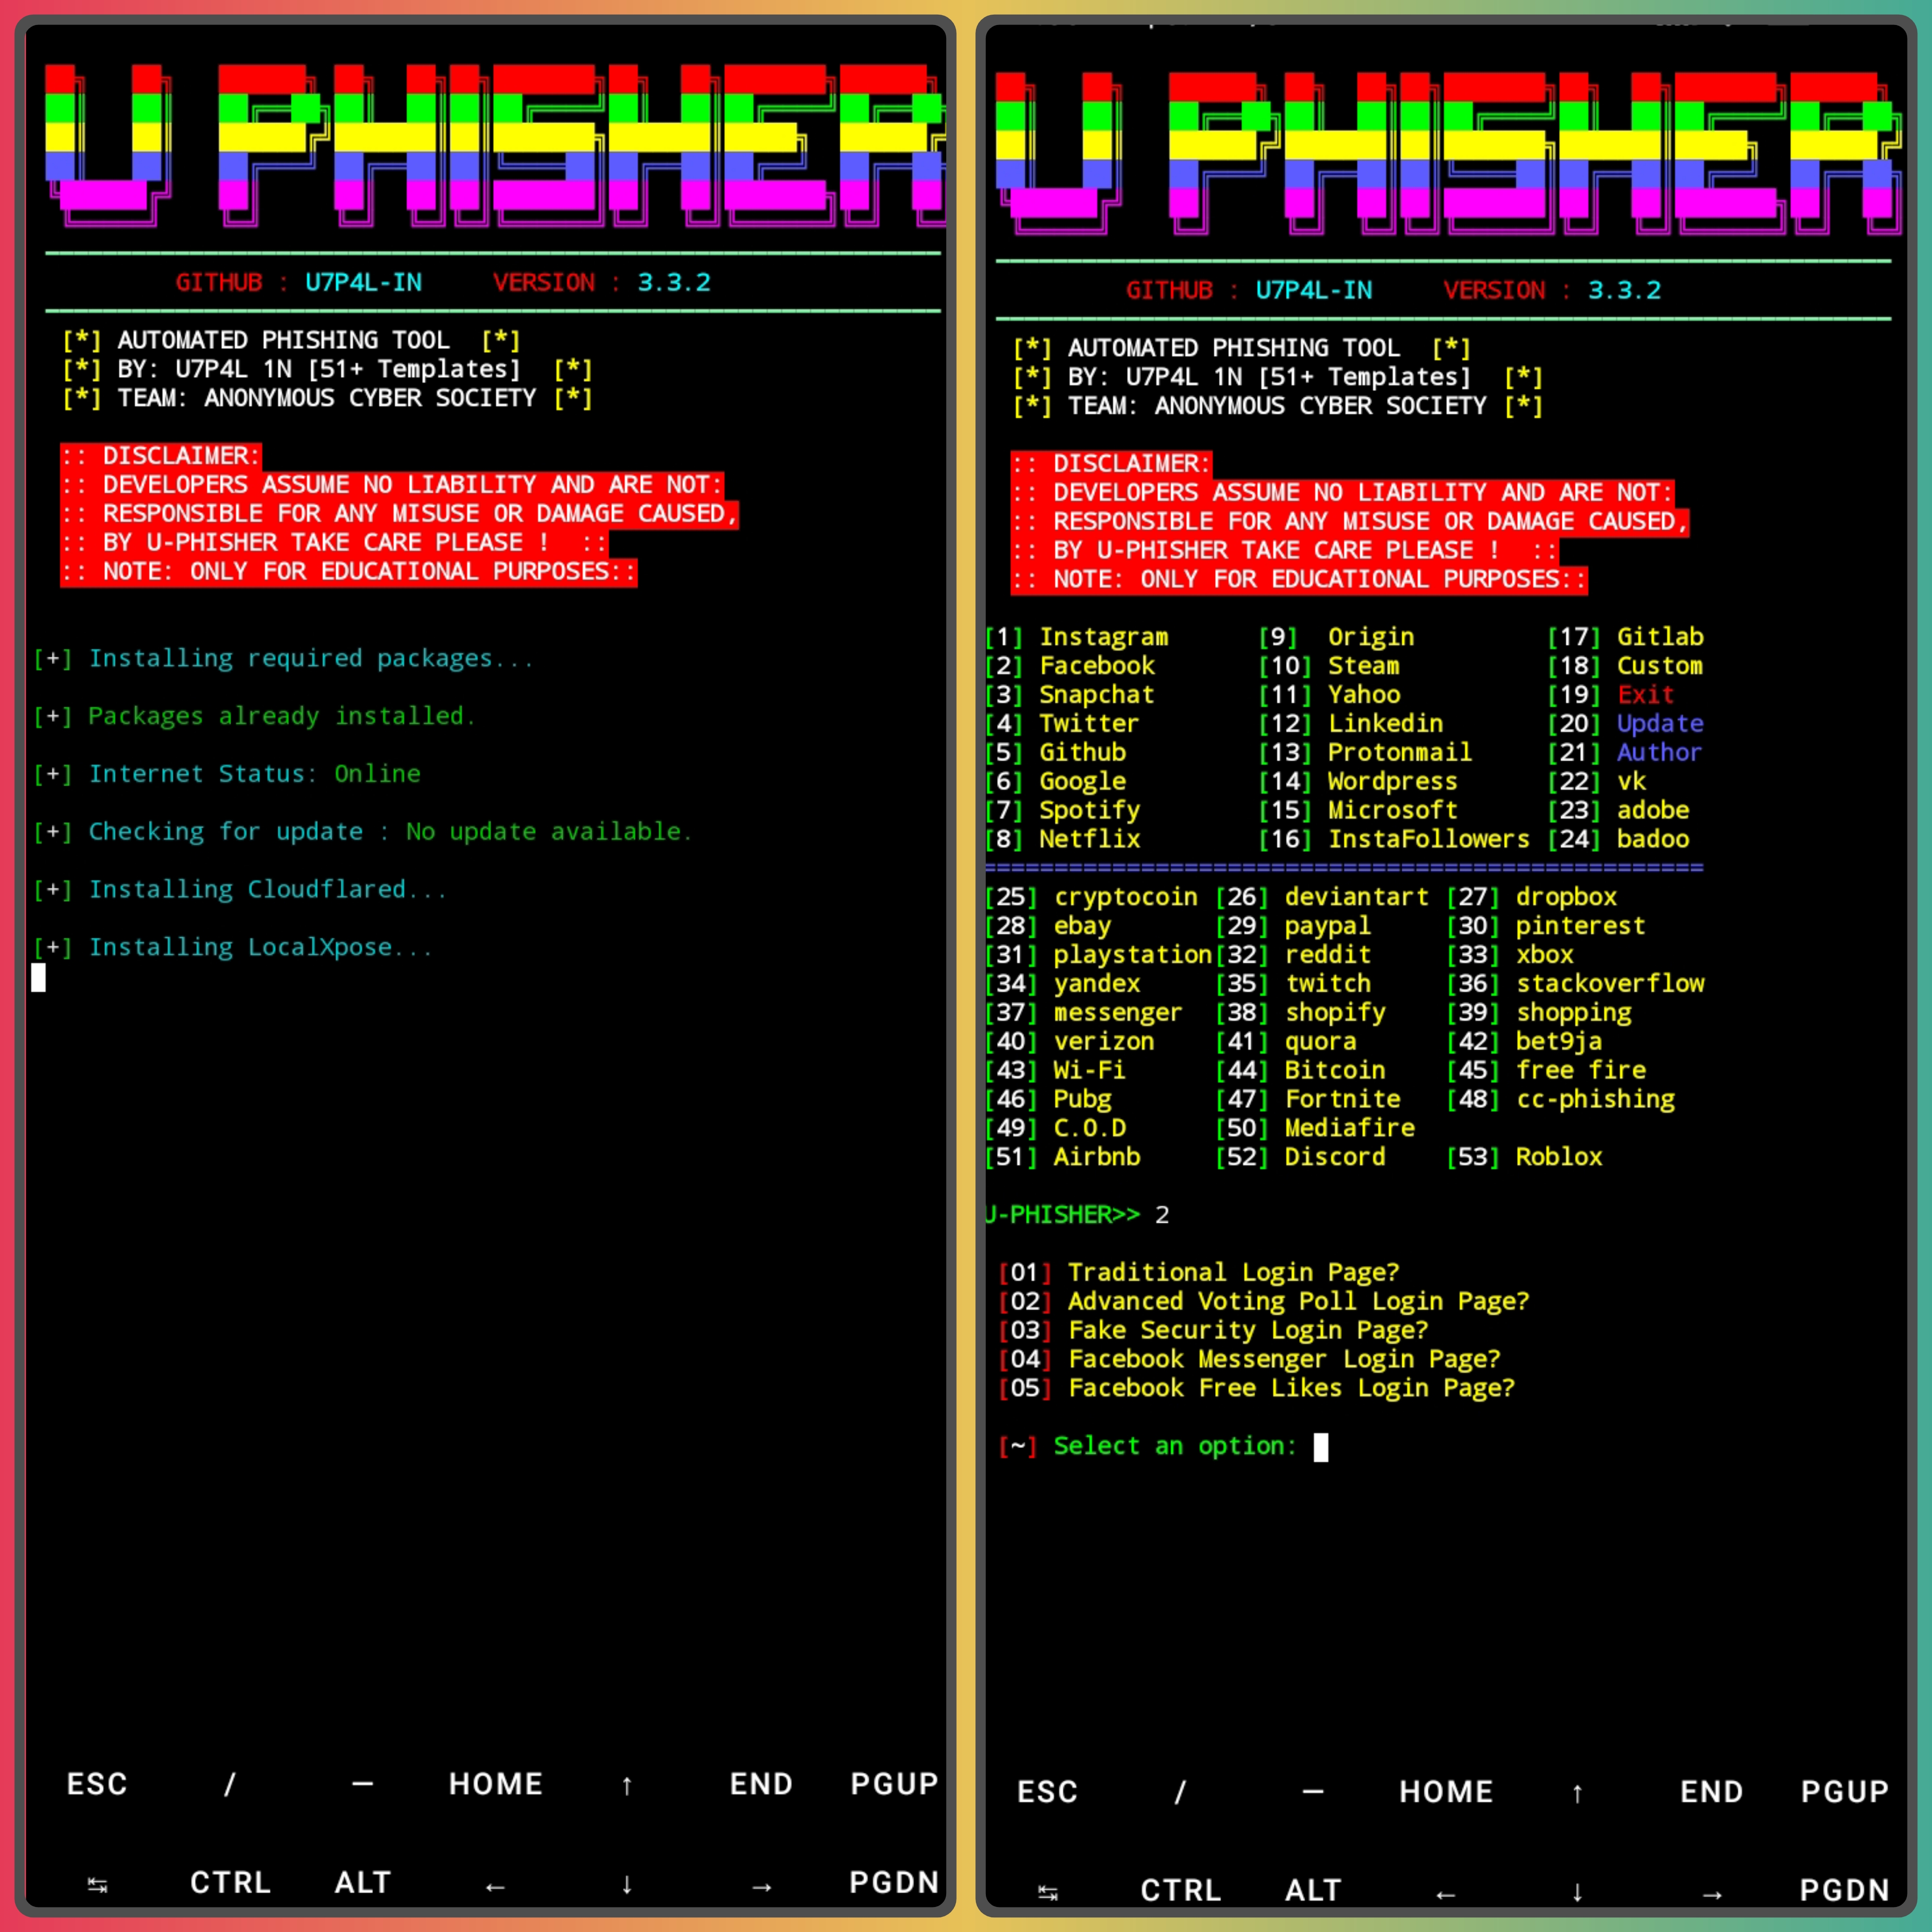 U PHISHER
GITHUB : U7P4L-IN VERSION : 3.3.2
[*] AUTOMATED PHISHING TOOL [*]
[*] BY: U7P4L 1N [51+ Templates] [*]
[*] TEAM: ANONYMOUS CYBER SOCIETY [*]
:: DISCLAIMER:
:: DEVELOPERS ASSUME NO LIABILITY AND ARE NOT:
:: RESPONSIBLE FOR ANY MISUSE OR DAMAGE CAUSED,
:: BY U-PHISHER TAKE CARE PLEASE ! ::
:: NOTE: ONLY FOR EDUCATIONAL PURPOSES::
[+] Installing required packages...
[+] Packages already installed.
[+] Internet Status: Online
[+] Checking for update : No update available.
[+] Installing Cloudflared...
[+] Installing LocalXpose...
ESC / — HOME ↑ END PGUP
↹ CTRL ALT ← ↓ → PGDN
U PHISHER
GITHUB : U7P4L-IN VERSION : 3.3.2
[*] AUTOMATED PHISHING TOOL [*]
[*] BY: U7P4L 1N [51+ Templates] [*]
[*] TEAM: ANONYMOUS CYBER SOCIETY [*]
:: DISCLAIMER:
:: DEVELOPERS ASSUME NO LIABILITY AND ARE NOT:
:: RESPONSIBLE FOR ANY MISUSE OR DAMAGE CAUSED,
:: BY U-PHISHER TAKE CARE PLEASE ! ::
:: NOTE: ONLY FOR EDUCATIONAL PURPOSES::
[1] Instagram [9] Origin [17] Gitlab
[2] Facebook [10] Steam [18] Custom
[3] Snapchat [11] Yahoo [19] Exit
[4] Twitter [12] Linkedin [20] Update
[5] Github [13] Protonmail [21] Author
[6] Google [14] Wordpress [22] vk
[7] Spotify [15] Microsoft [23] adobe
[8] Netflix [16] InstaFollowers [24] badoo
==================================================
[25] cryptocoin [26] deviantart [27] dropbox
[28] ebay [29] paypal [30] pinterest
[31] playstation[32] reddit [33] xbox
[34] yandex [35] twitch [36] stackoverflow
[37] messenger [38] shopify [39] shopping
[40] verizon [41] quora [42] bet9ja
[43] Wi-Fi [44] Bitcoin [45] free fire
[46] Pubg [47] Fortnite [48] cc-phishing
[49] C.O.D [50] Mediafire
[51] Airbnb [52] Discord [53] Roblox
U-PHISHER>> 2
[01] Traditional Login Page?
[02] Advanced Voting Poll Login Page?
[03] Fake Security Login Page?
[04] Facebook Messenger Login Page?
[05] Facebook Free Likes Login Page?
[~] Select an option:
ESC / — HOME ↑ END PGUP
↹ CTRL ALT ← ↓ → PGDN